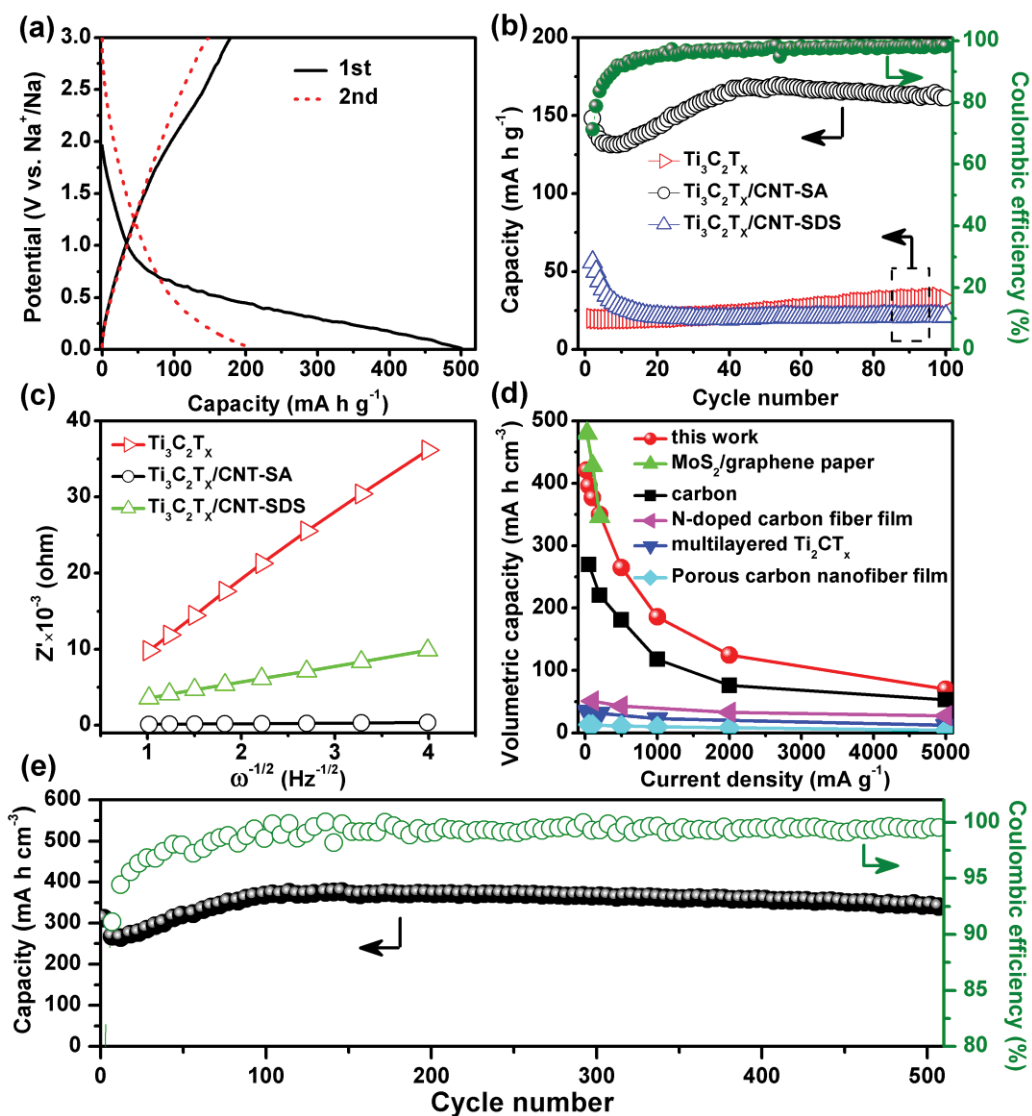 (a)
3.0
2.5
2.0
1.5
1.0
0.5
0.0
Potential (V vs. Na⁺/Na)
1st
2nd
0 100 200 300 400 500
Capacity (mA h g⁻¹)
(b)
200
150
100
50
0
Capacity (mA h g⁻¹)
Ti₃C₂Tₓ
Ti₃C₂Tₓ/CNT-SA
Ti₃C₂Tₓ/CNT-SDS
100
80
60
40
20
0
Coulombic efficiency (%)
0 20 40 60 80 100
Cycle number
(c)
40
30
20
10
0
Z'×10⁻³ (ohm)
Ti₃C₂Tₓ
Ti₃C₂Tₓ/CNT-SA
Ti₃C₂Tₓ/CNT-SDS
1 2 3 4
ω⁻¹/² (Hz⁻¹/²)
(d)
500
400
300
200
100
0
Volumetric capacity (mA h cm⁻³)
this work
MoS₂/graphene paper
carbon
N-doped carbon fiber film
multilayered Ti₂CTₓ
Porous carbon nanofiber film
0 1000 2000 3000 4000 5000
Current density (mA g⁻¹)
(e)
600
500
400
300
200
100
0
Capacity (mA h cm⁻³)
100
95
90
85
80
Coulombic efficiency (%)
0 100 200 300 400 500
Cycle number